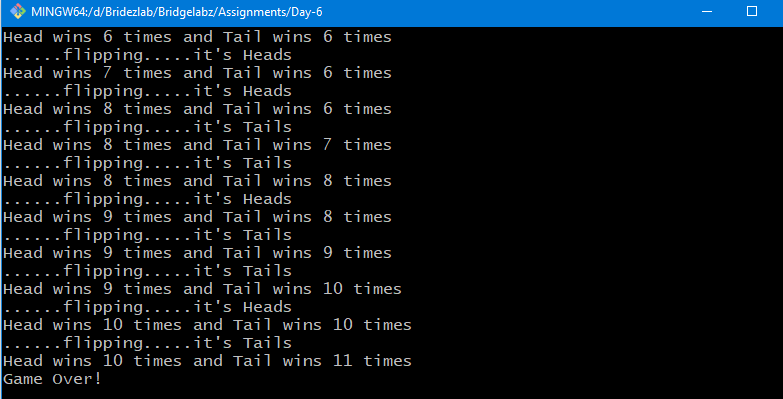 MINGW64:/d/Bridezlab/Bridgelabz/Assignments/Day-6
Head wins 6 times and Tail wins 6 times
......flipping.....it's Heads
Head wins 7 times and Tail wins 6 times
......flipping.....it's Heads
Head wins 8 times and Tail wins 6 times
......flipping.....it's Tails
Head wins 8 times and Tail wins 7 times
......flipping.....it's Tails
Head wins 8 times and Tail wins 8 times
......flipping.....it's Heads
Head wins 9 times and Tail wins 8 times
......flipping.....it's Tails
Head wins 9 times and Tail wins 9 times
......flipping.....it's Tails
Head wins 9 times and Tail wins 10 times
......flipping.....it's Heads
Head wins 10 times and Tail wins 10 times
......flipping.....it's Tails
Head wins 10 times and Tail wins 11 times
Game Over!